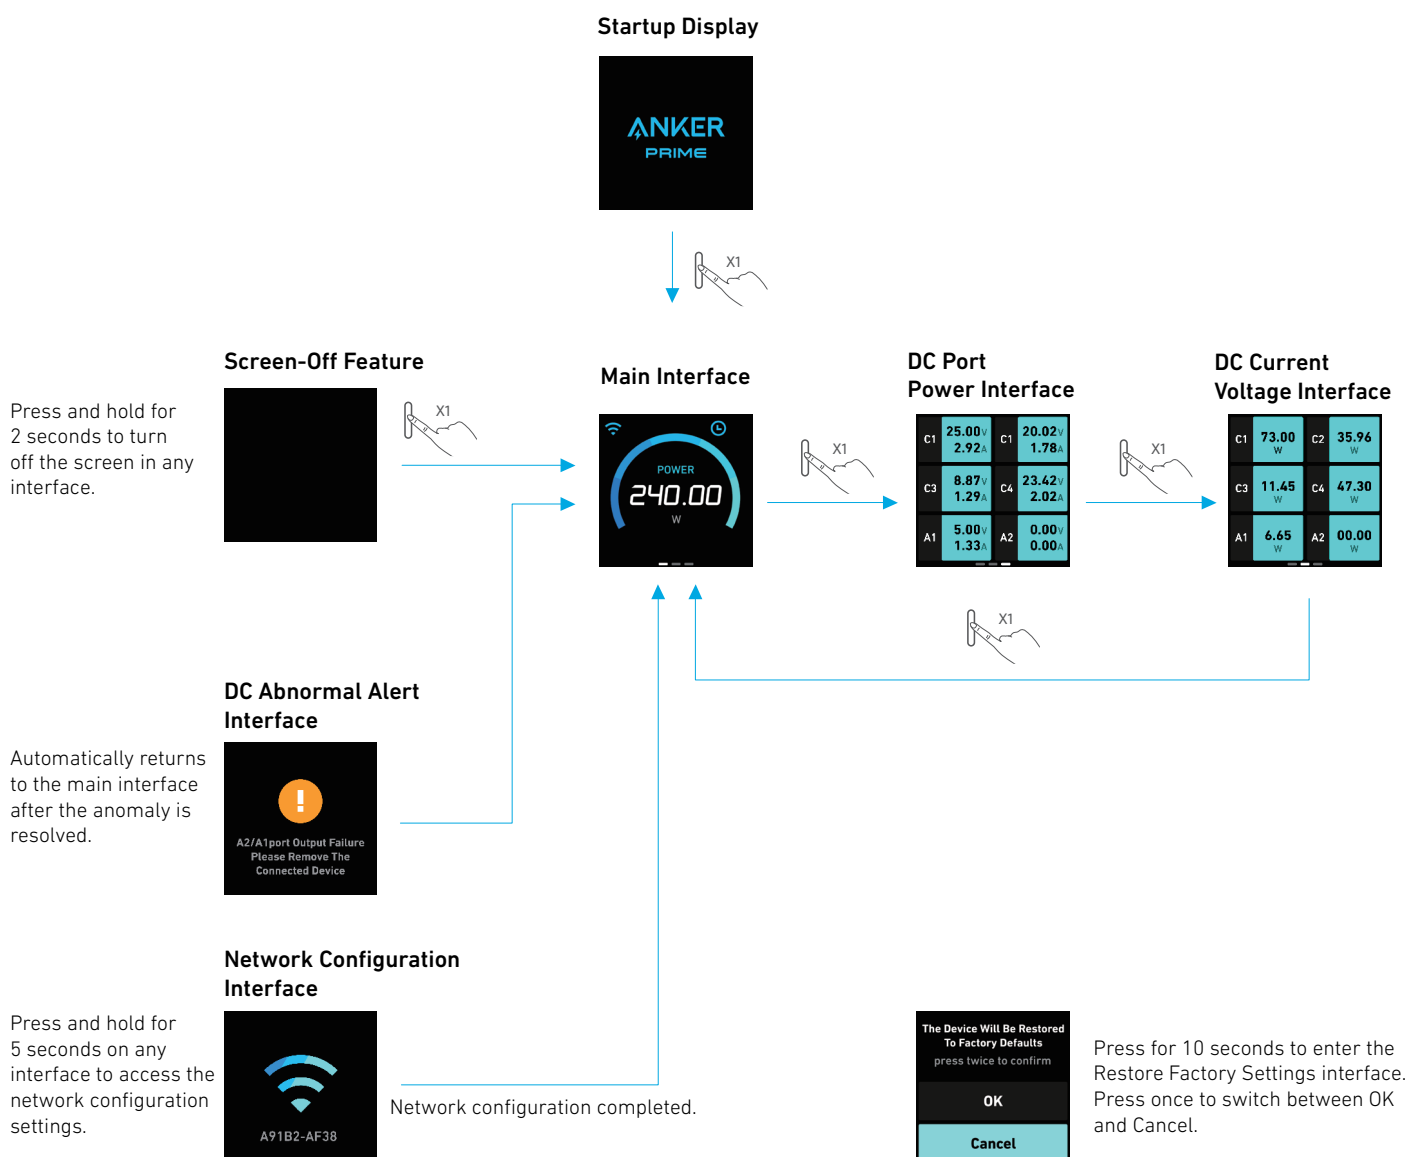 Startup Display
ANKER
PRIME
X1
Screen-Off Feature
Press and hold for
2 seconds to turn
off the screen in any
interface.
X1
Main Interface
POWER
240.00
W
X1
DC Port
Power Interface
C1 25.00V 2.92A C1 20.02V 1.78A
C3 8.87V 1.29A C4 23.42V 2.02A
A1 5.00V 1.33A A2 0.00V 0.00A
X1
DC Current
Voltage Interface
C1 73.00 W C2 35.96
C3 11.45 W C4 47.30 W
A1 6.65 W A2 00.00 W
X1
DC Abnormal Alert
Interface
Automatically returns
to the main interface
after the anomaly is
resolved.
!
A2/A1port Output Failure
Please Remove The
Connected Device
Network Configuration
Interface
Press and hold for
5 seconds on any
interface to access the
network configuration
settings.
A91B2-AF38
Network configuration completed.
The Device Will Be Restored
To Factory Defaults
press twice to confirm
OK
Cancel
Press for 10 seconds to enter the
Restore Factory Settings interface.
Press once to switch between OK
and Cancel.